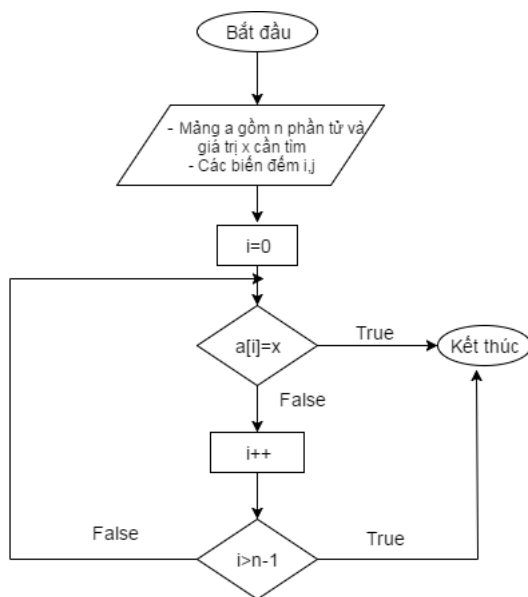 Bắt đầu
- Mảng a gồm n phần tử và
giá trị x cần tìm
- Các biến đếm i,j
i=0
a[i]=x
True
Kết thúc
False
i++
False
i>n-1
True